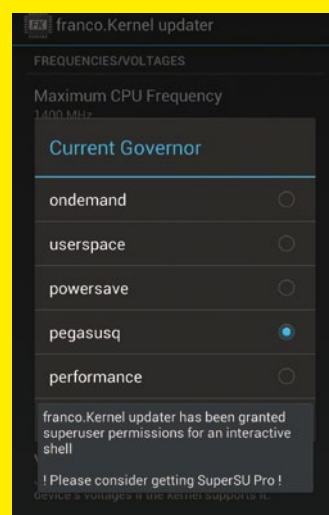 FK
franco.Kernel updater
FREQUENCIES/VOLTAGES
Maximum CPU Frequency
1400 MHz
Current Governor
ondemand
userspace
powersave
pegasusq
performance
franco.Kernel updater has been granted
superuser permissions for an interactive
shell
! Please consider getting SuperSU Pro !
device's voltages if the kernel supports it.